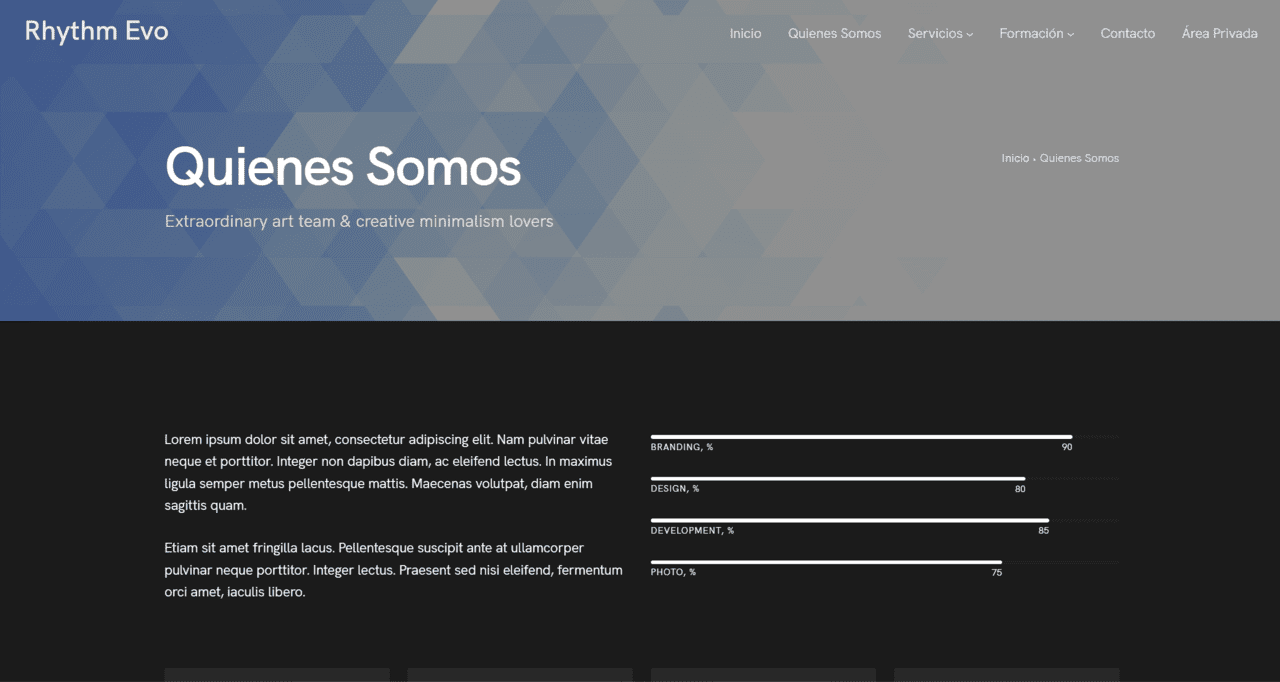 Rhythm Evo
Inicio
Quienes Somos
Servicios
Formación
Contacto
Área Privada
Quienes Somos
Inicio • Quienes Somos
Extraordinary art team & creative minimalism lovers
Lorem ipsum dolor sit amet, consectetur adipiscing elit. Nam pulvinar vitae
neque et porttitor. Integer non dapibus diam, ac eleifend lectus. In maximus
ligula semper metus pellentesque mattis. Maecenas volutpat, diam enim
sagittis quam.
Etiam sit amet fringilla lacus. Pellentesque suscipit ante at ullamcorper
pulvinar neque porttitor. Integer lectus. Praesent sed nisi eleifend, fermentum
orci amet, iaculis libero.
BRANDING, % 90
DESIGN, % 80
DEVELOPMENT, % 85
PHOTO, % 75